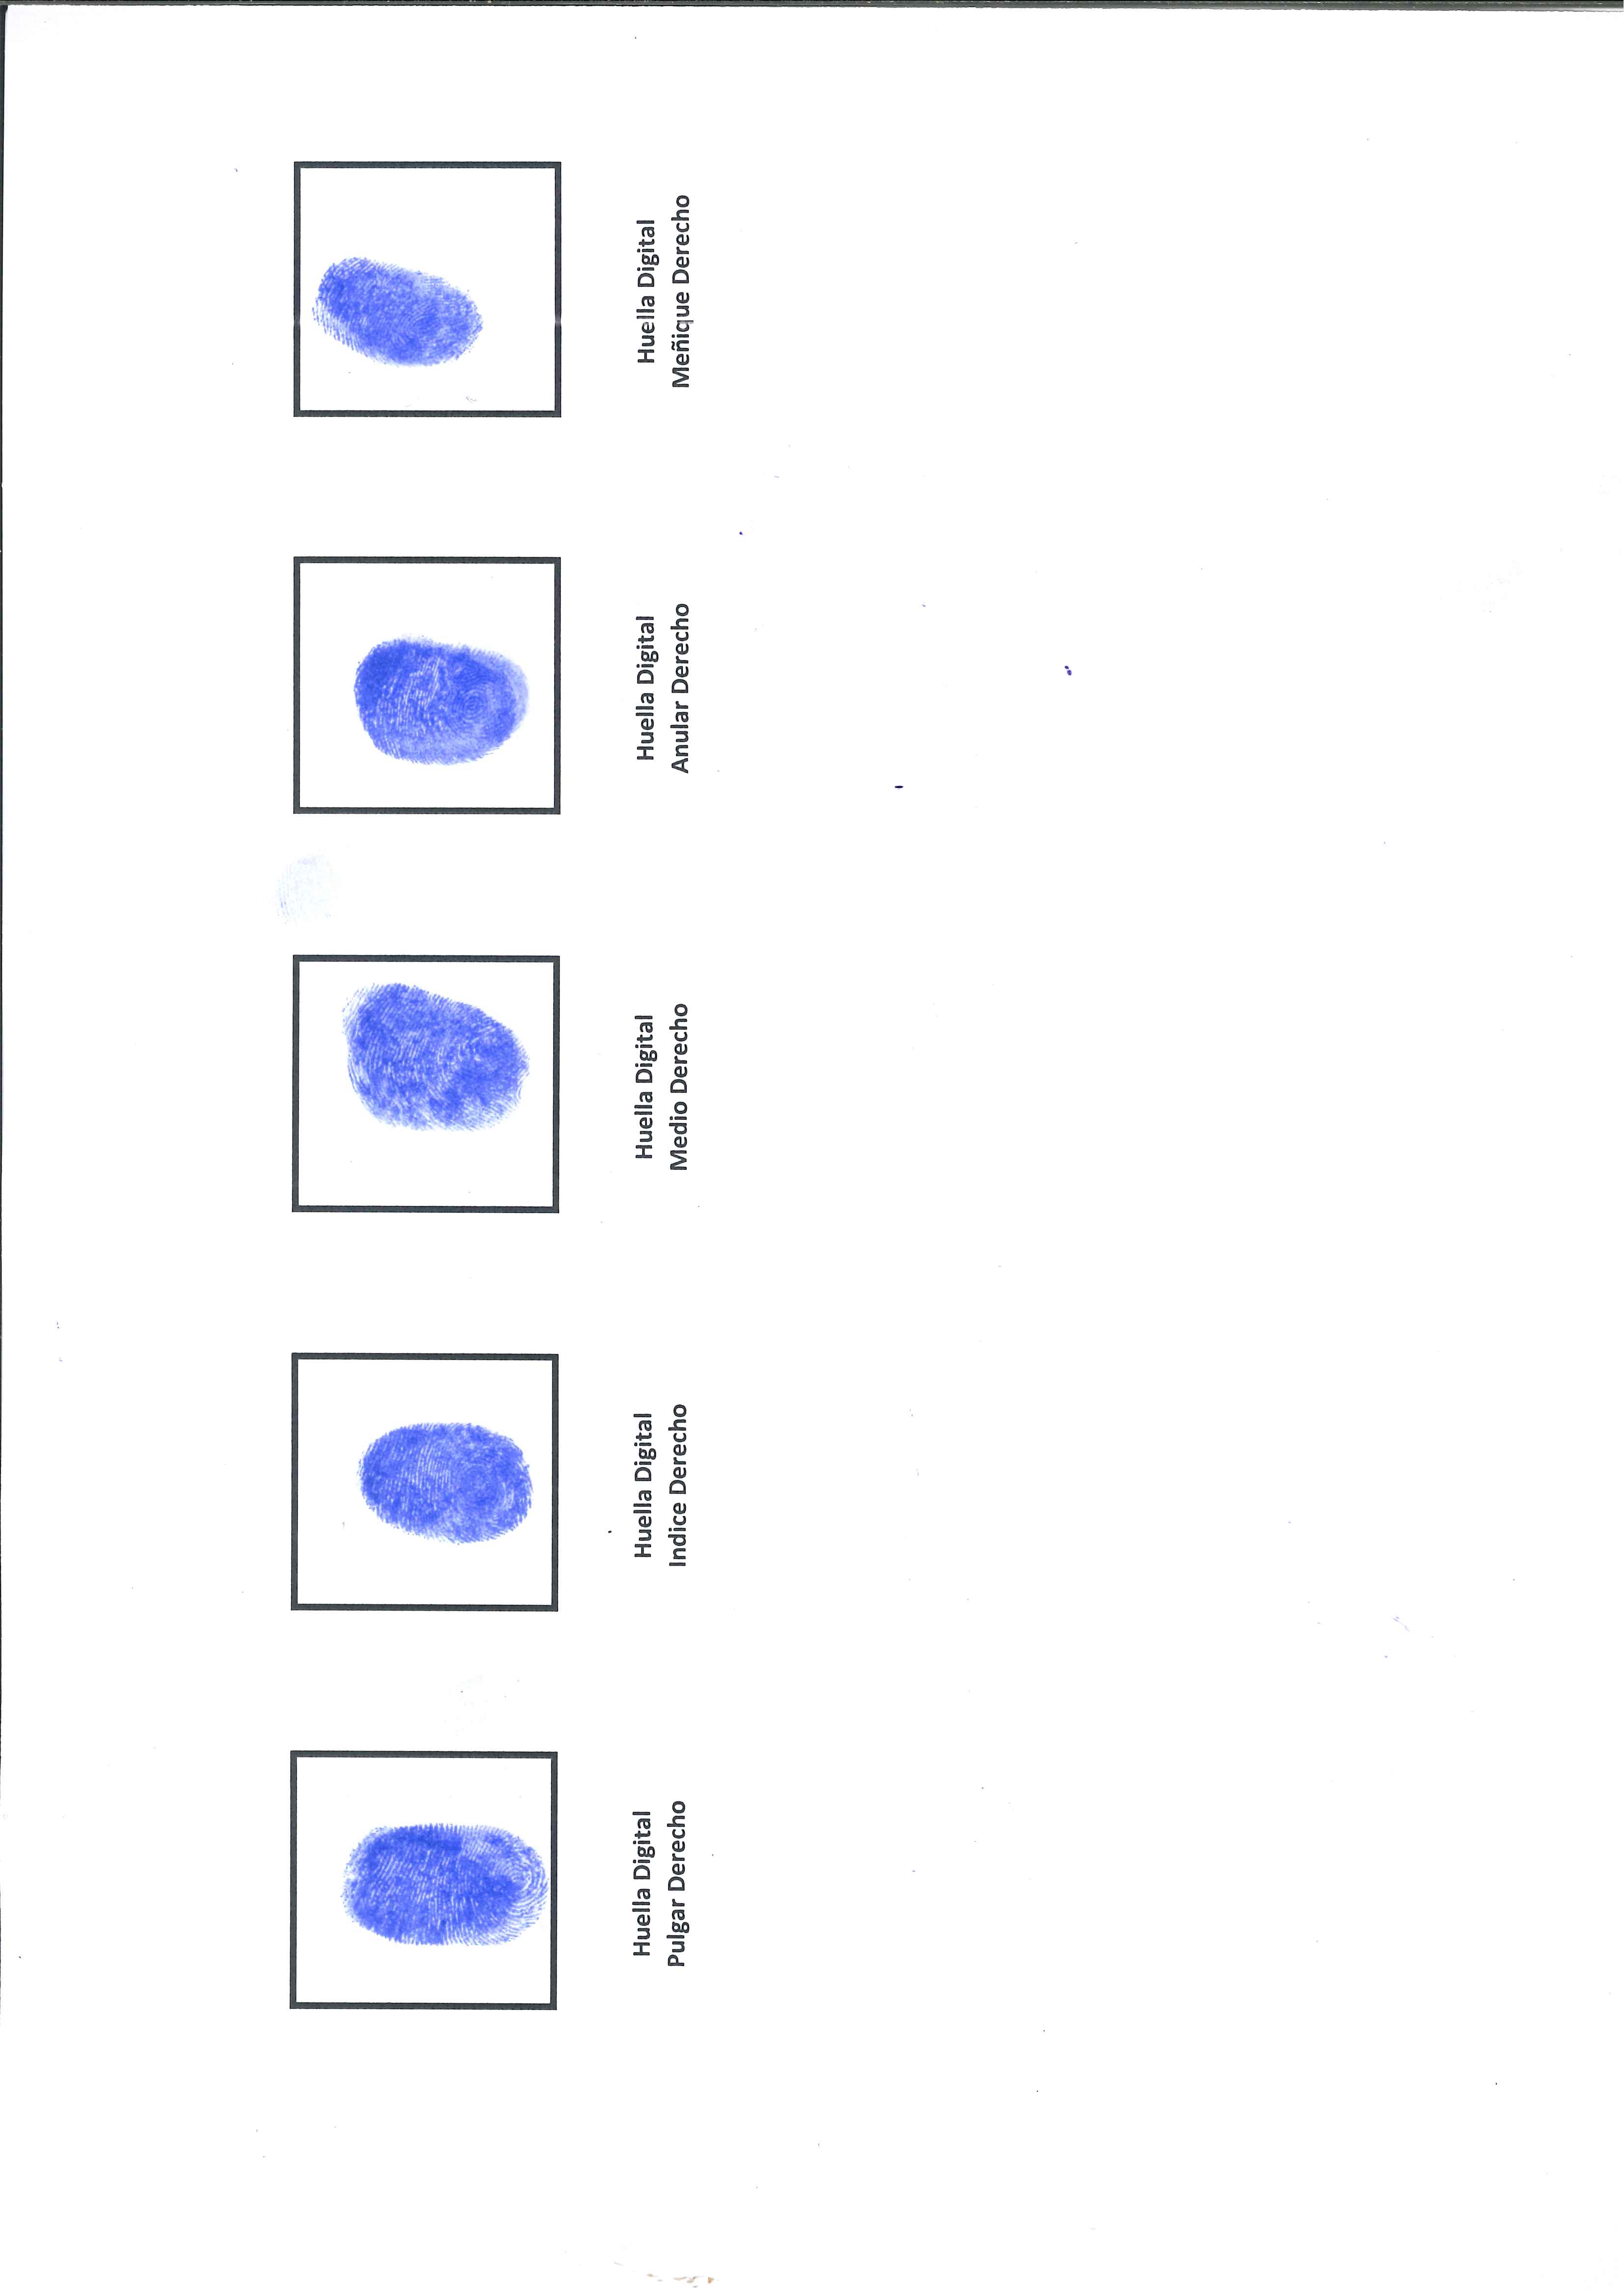 Huella Digital
Pulgar Derecho
Huella Digital
Indice Derecho
Huella Digital
Medio Derecho
Huella Digital
Anular Derecho
Huella Digital
Meñique Derecho